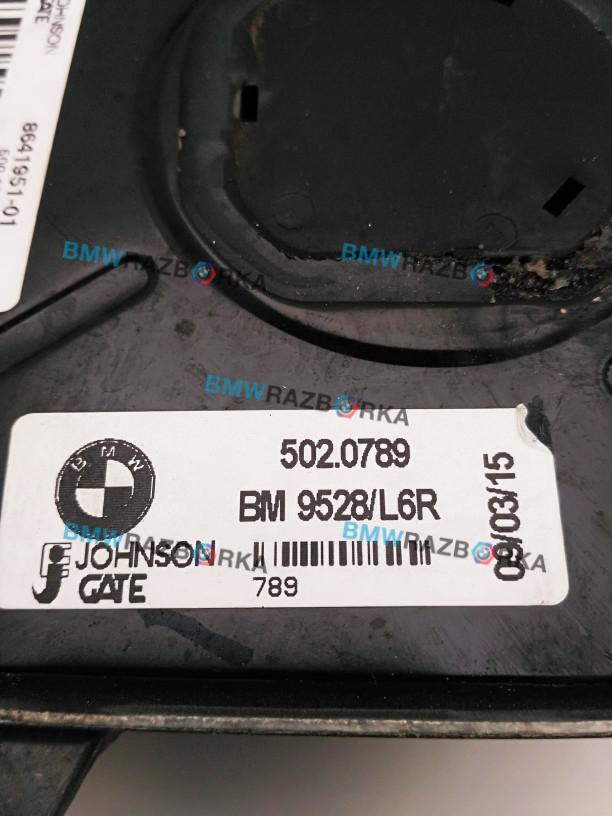 JOHNSON
GATE
8641951-01
BMWRAZBORKA
BMWRAZBORKA
BMWRAZBORKA
BMW
502.0789
BM 9528/L6R
09/03/15
BMWRAZBORKA
BMWRAZBORKA
JOHNSON
GATE
789